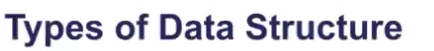 Types of Data Structure